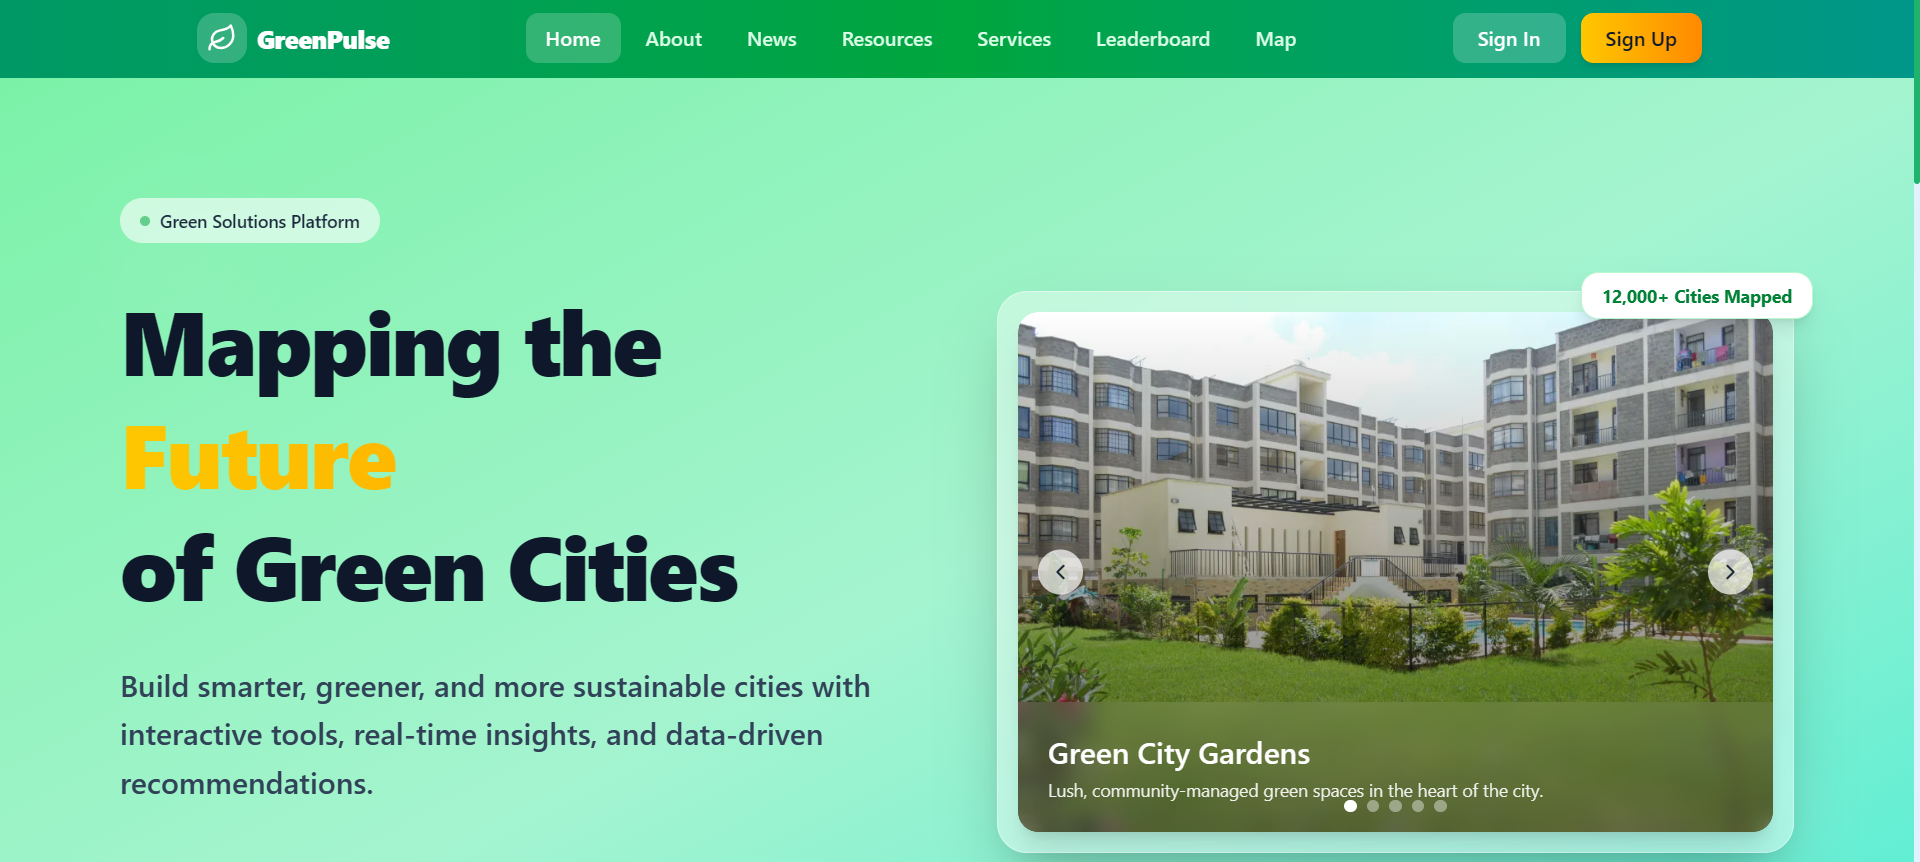 GreenPulse
Home
About
News
Resources
Services
Leaderboard
Map
Sign In
Sign Up
Green Solutions Platform
Mapping the
Future
of Green Cities
Build smarter, greener, and more sustainable cities with
interactive tools, real-time insights, and data-driven
recommendations.
12,000+ Cities Mapped
Green City Gardens
Lush, community-managed green spaces in the heart of the city.